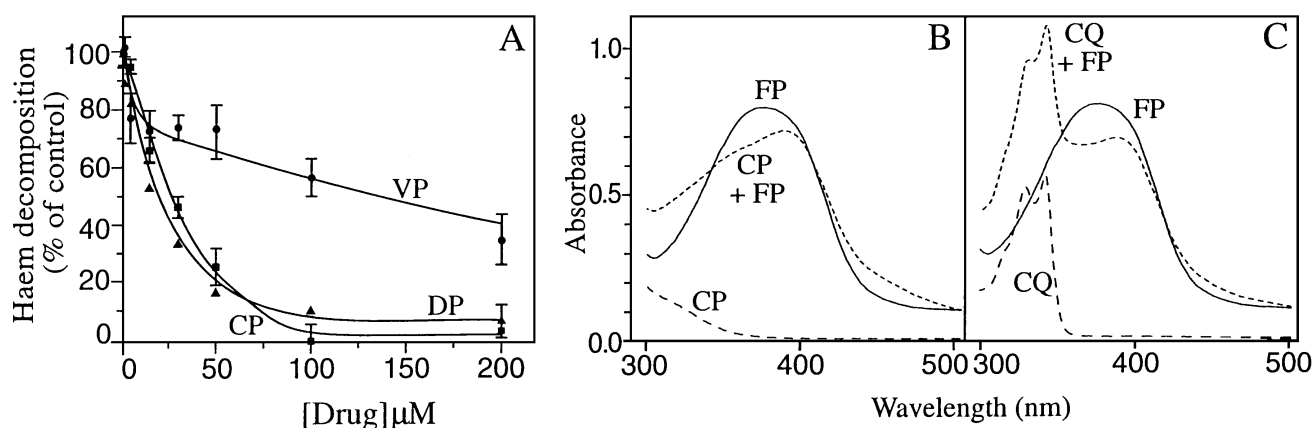 A
Haem decomposition
(% of control)
100
80
60
40
20
0
VP
DP
CP
0
50
100
150
200
[Drug]µM
B
C
Absorbance
1.0
0.5
0.0
FP
CP
+ FP
CP
CQ
+ FP
FP
CQ
300
400
500
300
400
500
Wavelength (nm)